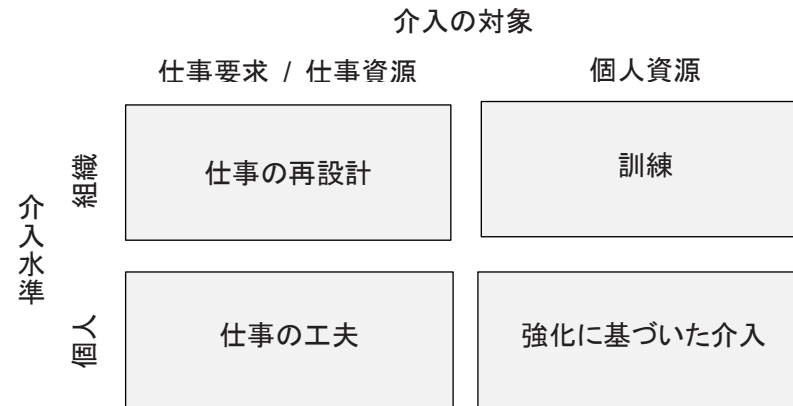 介入の対象
仕事要求 / 仕事資源
個人資源
介入水準
組織
仕事の再設計
訓練
個人
仕事の工夫
強化に基づいた介入